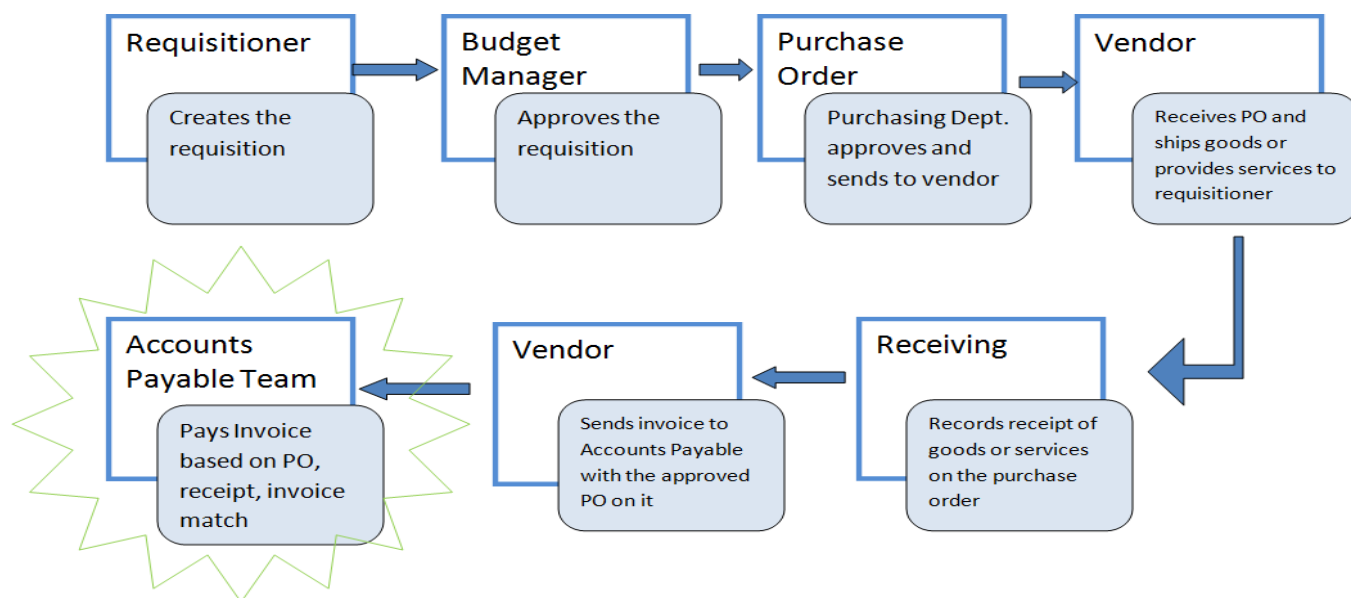 Requisitioner
Creates the
requisition
Budget
Manager
Approves the
requisition
Purchase
Order
Purchasing Dept.
approves and
sends to vendor
Vendor
Receives PO and
ships goods or
provides services to
requisitioner
Receiving
Records receipt of
goods or services
on the purchase
order
Vendor
Sends invoice to
Accounts Payable
with the approved
PO on it
Accounts
Payable Team
Pays Invoice
based on PO,
receipt, invoice
match